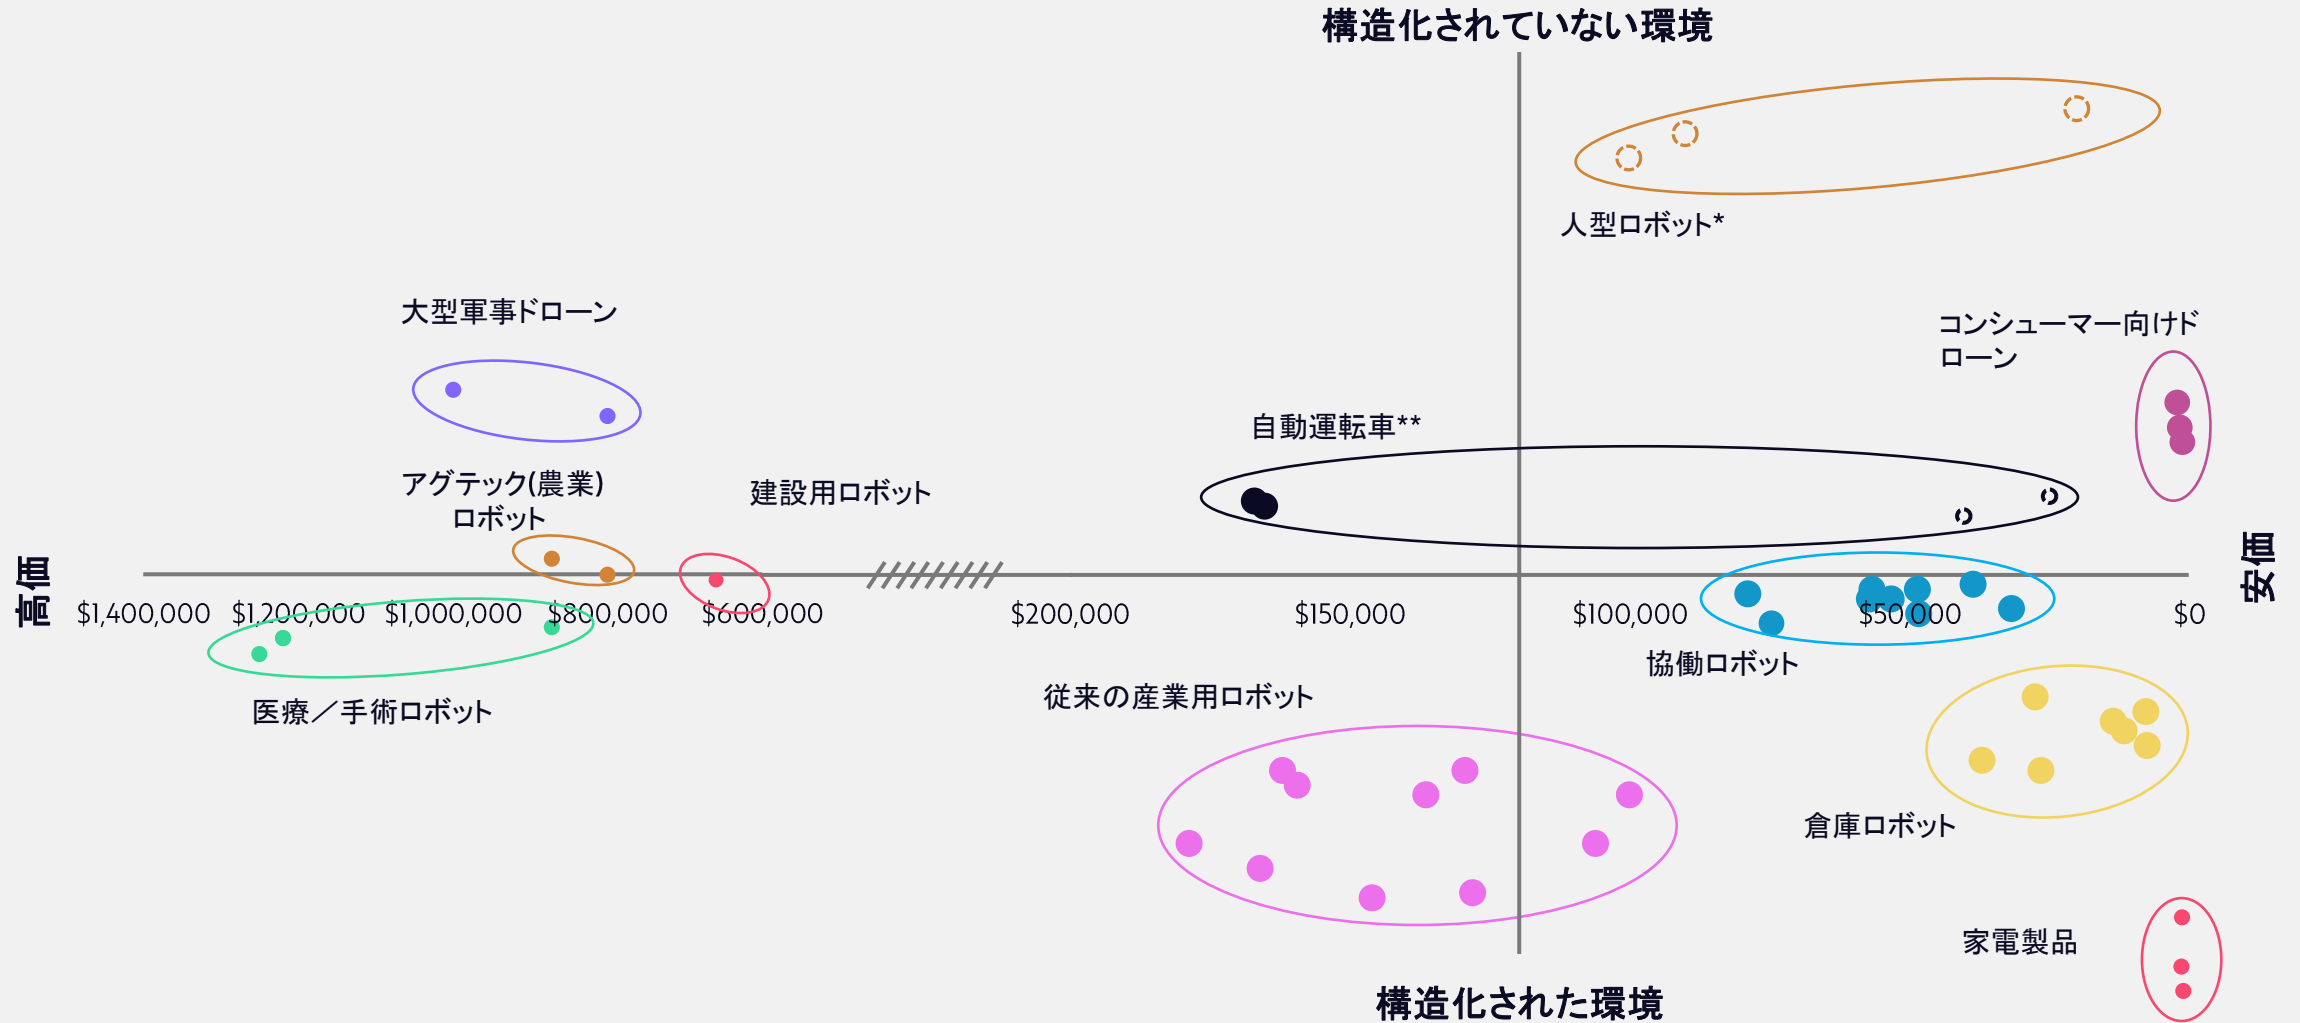 構造化されていない環境
人型ロボット*
大型軍事ドローン
コンシューマー向けド
ローン
自動運転車**
アグテック(農業)
ロボット
建設用ロボット
高価
安価
$1,400,000 $1,200,000 $1,000,000 $800,000 $600,000 $200,000 $150,000 $100,000 $50,000 $0
協働ロボット
医療／手術ロボット
従来の産業用ロボット
倉庫ロボット
家電製品
構造化された環境